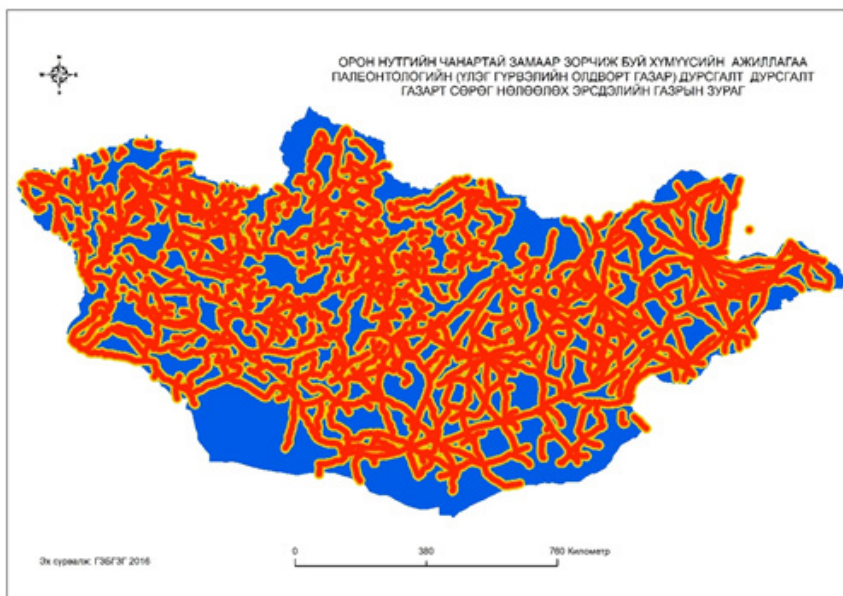 ОРОН НУТГИЙН ЧАНАРТАЙ ЗАМААР ЗОРЧИЖ БУЙ ХҮМҮҮСИЙН АЖИЛЛАГАА
ПАЛЕОНТОЛОГИЙН (ҮЛЭГ ГҮРВЭЛИЙН ОЛДВОРТ ГАЗАР) ДУРСГАЛТ ДУРСГАЛТ
ГАЗАРТ СӨРӨГ НӨЛӨӨЛӨХ ЭРСДЭЛИЙН ГАЗРЫН ЗУРАГ
0 380 760 Километр
Эх сурвалж: ГЗБГЗГ 2016